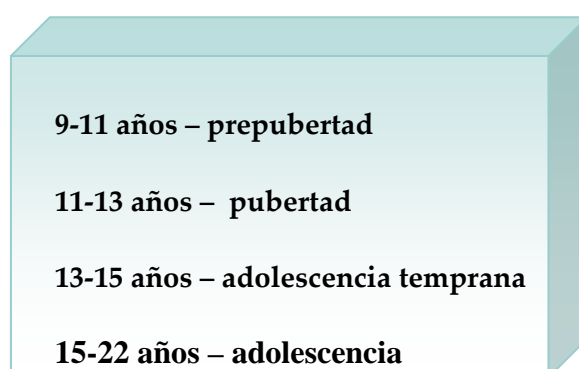 9-11 años – prepubertad
11-13 años – pubertad
13-15 años – adolescencia temprana
15-22 años – adolescencia